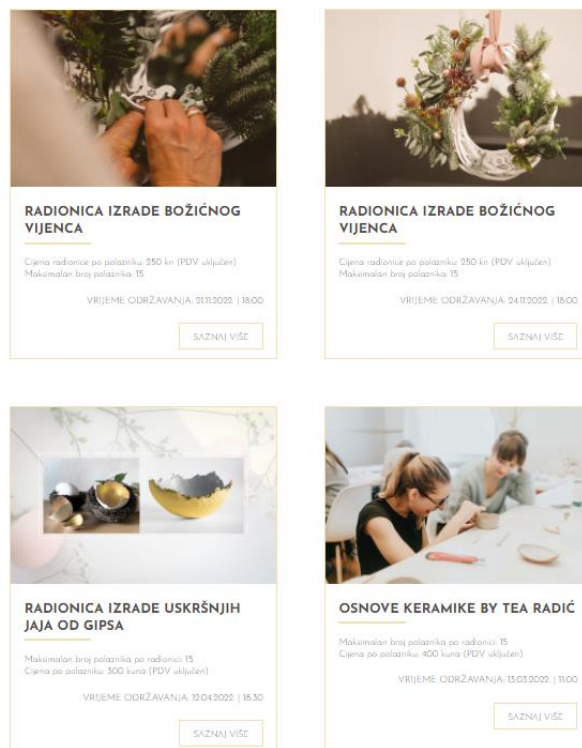 RADIONICA IZRADE BOŽIĆNOG
VIJENCA
Cijena radionice po polazniku: 250 kn (PDV uključen)
Maksimalan broj polaznika: 15
VRIJEME ODRŽAVANJA: 21.11.2022. | 18:00
SAZNAJ VIŠE
RADIONICA IZRADE BOŽIĆNOG
VIJENCA
Cijena radionice po polazniku: 250 kn (PDV uključen)
Maksimalan broj polaznika: 15
VRIJEME ODRŽAVANJA: 24.11.2022. | 18:00
SAZNAJ VIŠE
RADIONICA IZRADE USKRŠNJIH
JAJA OD GIPSA
Maksimalan broj polaznika po radionici: 15
Cijena po polazniku: 300 kuna (PDV uključen)
VRIJEME ODRŽAVANJA: 12.04.2022. | 18:30
SAZNAJ VIŠE
OSNOVE KERAMIKE BY TEA RADIĆ
Maksimalan broj polaznika po radionici: 15
Cijena po polazniku: 400 kuna (PDV uključen)
VRIJEME ODRŽAVANJA: 13.03.2022. | 11:00
SAZNAJ VIŠE